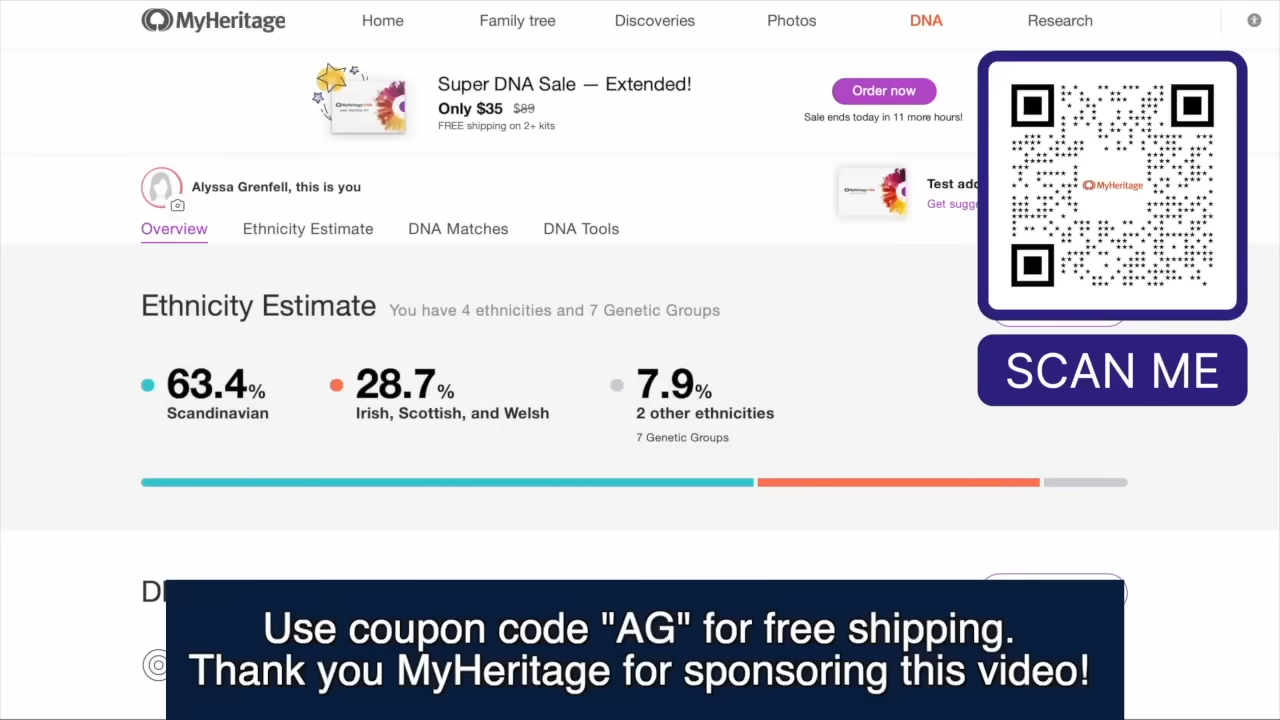 MyHeritage
Home
Family tree
Discoveries
Photos
DNA
Research
Super DNA Sale — Extended!
Only $35 $89
FREE shipping on 2+ kits
Order now
Sale ends today in 11 more hours!
Alyssa Grenfell, this is you
Test add
Get sugge
Overview
Ethnicity Estimate
DNA Matches
DNA Tools
MyHeritage
SCAN ME
Ethnicity Estimate You have 4 ethnicities and 7 Genetic Groups
63.4%
Scandinavian
28.7%
Irish, Scottish, and Welsh
7.9%
2 other ethnicities
7 Genetic Groups
Use coupon code "AG" for free shipping.
Thank you MyHeritage for sponsoring this video!